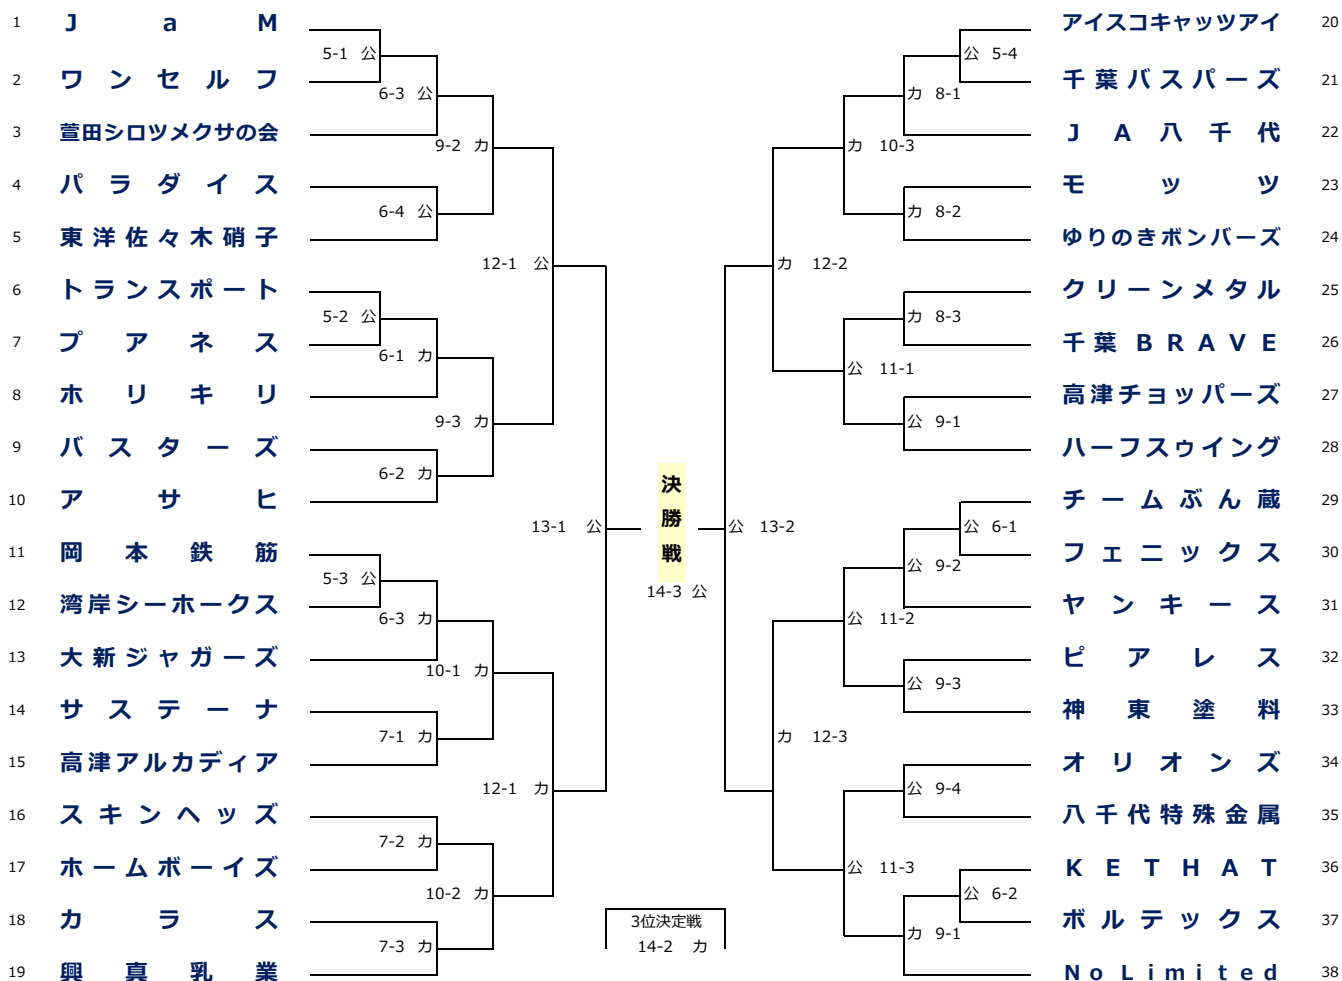 1 JaM
5-1 公
2 ワンセルフ
6-3 公
3 萱田シロツメクサの会
9-2 カ
4 パラダイス
6-4 公
5 東洋佐々木硝子
12-1 公
6 トランスポート
5-2 公
7 プアネス
6-1 カ
8 ホリキリ
9-3 カ
9 バスターズ
6-2 カ
10 アサヒ
13-1 公
11 岡本鉄筋
5-3 公
12 湾岸シーホークス
6-3 カ
13 大新ジャガーズ
10-1 カ
14 サステーナ
7-1 カ
15 高津アルカディア
12-1 カ
16 スキンヘッズ
7-2 カ
17 ホームボーイズ
10-2 カ
18 カラス
7-3 カ
19 興真乳業
決勝戦
14-3 公
3位決定戦
14-2 カ
アイスコキャッツアイ 20
公 5-4
千葉バスパーズ 21
カ 8-1
JA八千代 22
カ 10-3
モッツ 23
カ 8-2
ゆりのきボンバーズ 24
カ 12-2
クリーンメタル 25
カ 8-3
千葉BRAVE 26
公 11-1
高津チョッパーズ 27
公 9-1
ハーフスゥイング 28
チームぶん蔵 29
公 13-2
公 6-1
フェニックス 30
公 9-2
ヤンキース 31
公 11-2
ピアレス 32
公 9-3
神東塗料 33
カ 12-3
オリオンズ 34
公 9-4
八千代特殊金属 35
公 11-3
KETHAT 36
公 6-2
ボルテックス 37
カ 9-1
No Limited 38